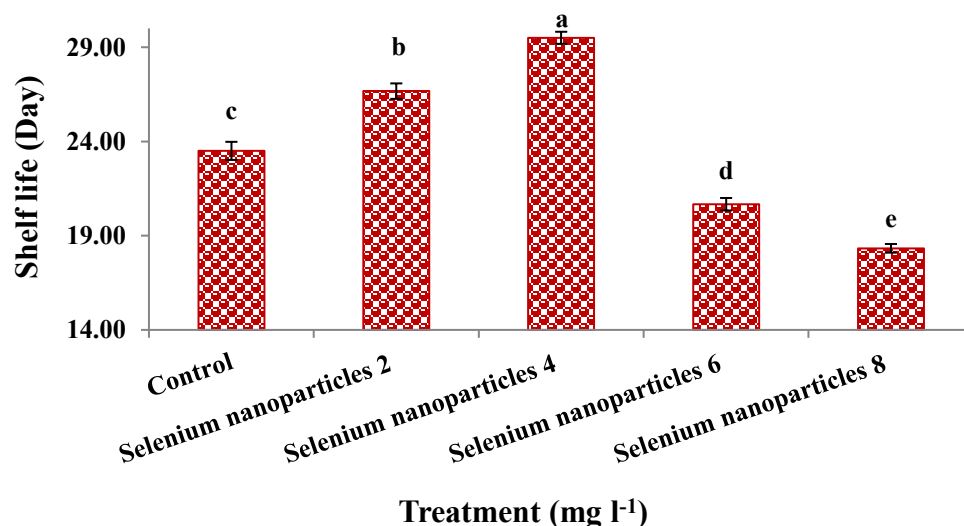 Shelf life (Day)
29.00
24.00
19.00
14.00
c
b
a
d
e
Control
Selenium nanoparticles 2
Selenium nanoparticles 4
Selenium nanoparticles 6
Selenium nanoparticles 8
Treatment (mg l⁻¹)